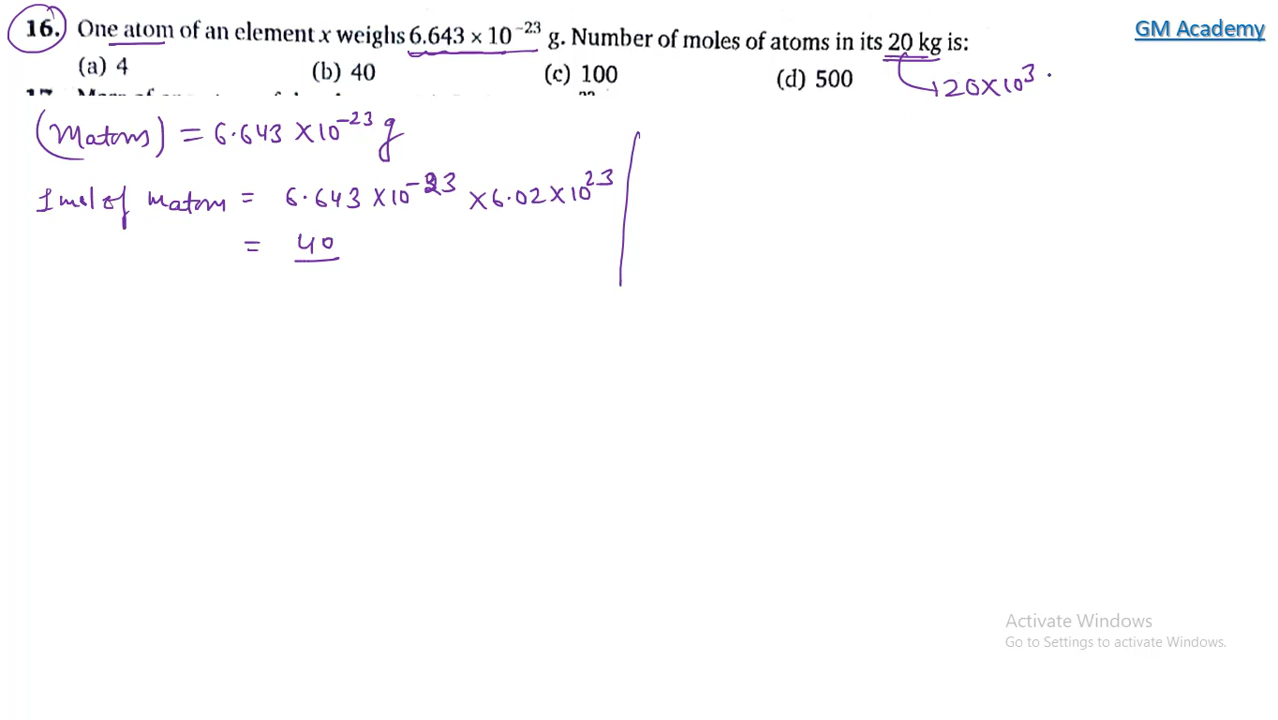 16. One atom of an element x weighs 6.643 × 10⁻²³ g. Number of moles of atoms in its 20 kg is:
GM Academy
(a) 4 (b) 40 (c) 100 (d) 500
20×10³
(Matoms) = 6.643 ×10⁻²³ g
1 mol of matom = 6.643 ×10⁻²³ ×6.02×10²³
= 40
Activate Windows
Go to Settings to activate Windows.